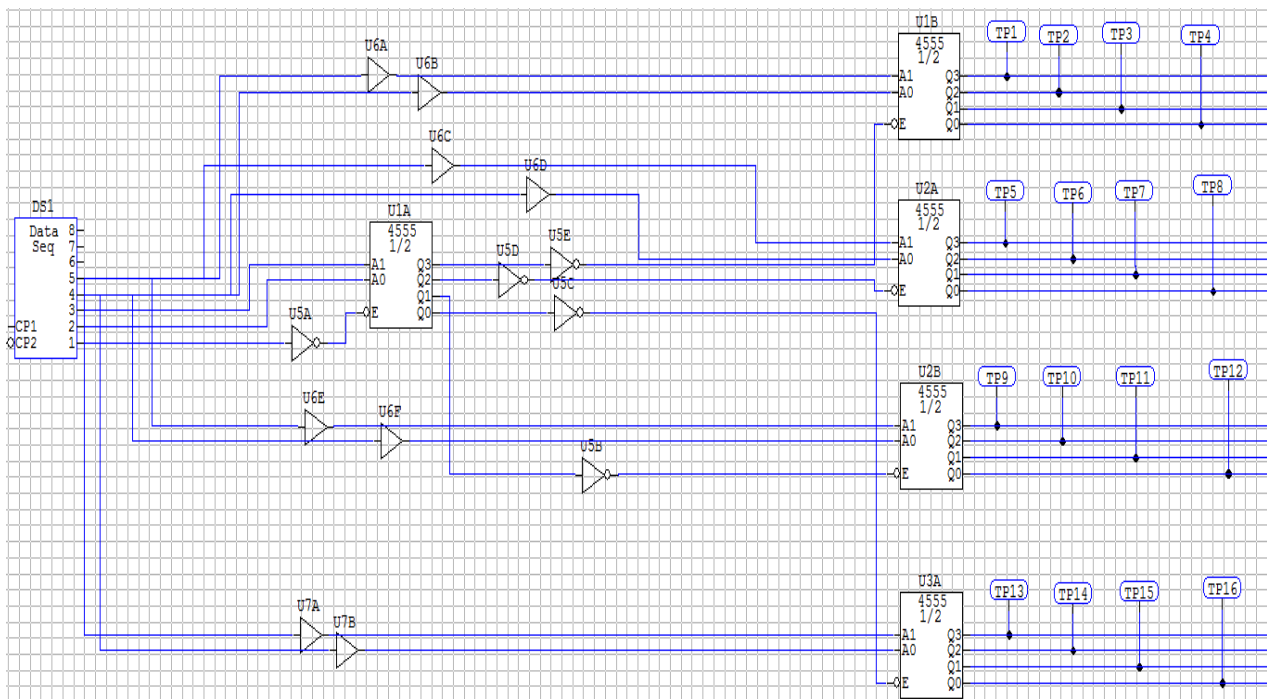 U1B
4555
1/2
A1 Q3
A0 Q2
Q1
E Q0
TP1
TP2
TP3
TP4
U6A
U6B
U6C
U6D
U2A
4555
1/2
A1 Q3
A0 Q2
Q1
E Q0
TP5
TP6
TP7
TP8
DS1
Data 8
Seq 7
6
5
4
3
CP1 2
CP2 1
U1A
4555
1/2
A1 Q3
A0 Q2
Q1
E Q0
U5A
U5D
U5E
U5C
U2B
4555
1/2
A1 Q3
A0 Q2
Q1
E Q0
TP9
TP10
TP11
TP12
U6E
U6F
U5B
U3A
4555
1/2
A1 Q3
A0 Q2
Q1
E Q0
TP13
TP14
TP15
TP16
U7A
U7B